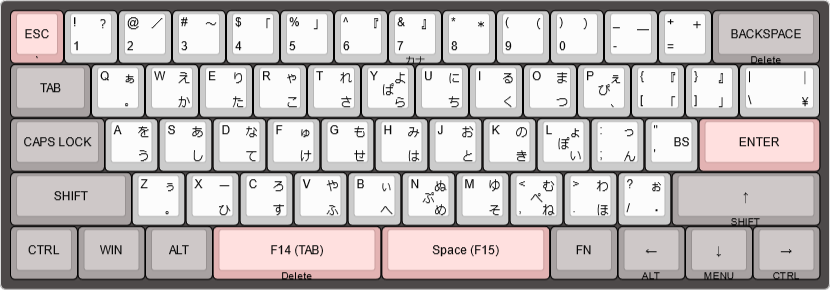 ESC ` ! ? 1 @ ／ 2 # ～ 3 $ 「 4 % 」 5 ^ 『 6 & 』 7 カナ * * 8 ( ( 9 ) ) 0 _ — - + + = BACKSPACE Delete
TAB Q ぁ 。 W え か E り た R ゃ こ T れ さ Y よ ぱ ら U に ち I る く O ま つ P ぇ ぴ 、 { 『 [ 「 } 』 ] 」 | ｜ \ ¥
CAPS LOCK A を う S あ し D な て F ゅ け G も せ H み は J お と K の き L ょ ぽ い : っ ; ん " ' BS ENTER
SHIFT Z ぅ 。 X ー ひ C ろ す V や ふ B ぃ へ N ぬ ぷ め M ゆ そ < む ぺ , ね > わ . ほ ? ぉ / ・ ↑ SHIFT
CTRL WIN ALT F14 (TAB) Delete Space (F15) FN ← ALT ↓ MENU → CTRL